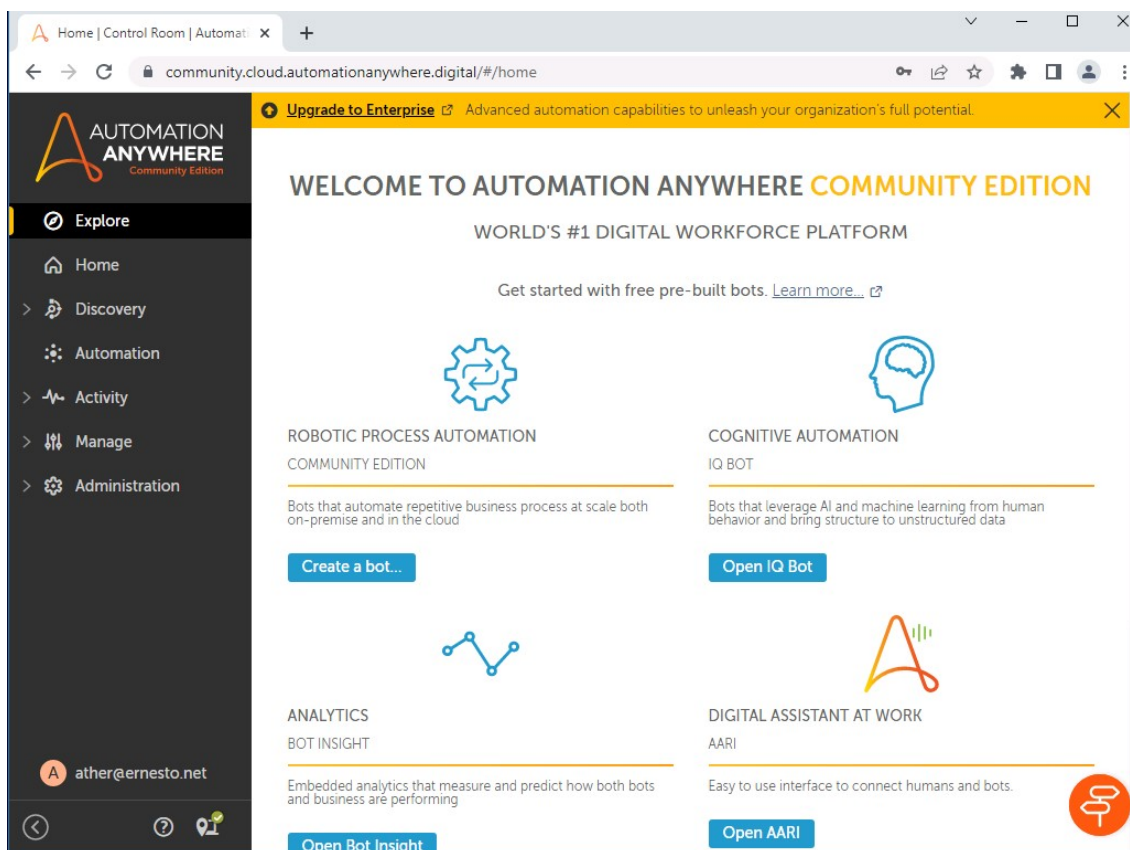 Home | Control Room | Automati
community.cloud.automationanywhere.digital/#/home
AUTOMATION
ANYWHERE
Community Edition
Upgrade to Enterprise Advanced automation capabilities to unleash your organization's full potential.
Explore
Home
Discovery
Automation
Activity
Manage
Administration
A ather@ernesto.net
WELCOME TO AUTOMATION ANYWHERE COMMUNITY EDITION
WORLD'S #1 DIGITAL WORKFORCE PLATFORM
Get started with free pre-built bots. Learn more...
ROBOTIC PROCESS AUTOMATION
COMMUNITY EDITION
Bots that automate repetitive business process at scale both
on-premise and in the cloud
Create a bot...
COGNITIVE AUTOMATION
IQ BOT
Bots that leverage AI and machine learning from human
behavior and bring structure to unstructured data
Open IQ Bot
ANALYTICS
BOT INSIGHT
Embedded analytics that measure and predict how both bots
and business are performing
Open Bot Insight
DIGITAL ASSISTANT AT WORK
AARI
Easy to use interface to connect humans and bots.
Open AARI